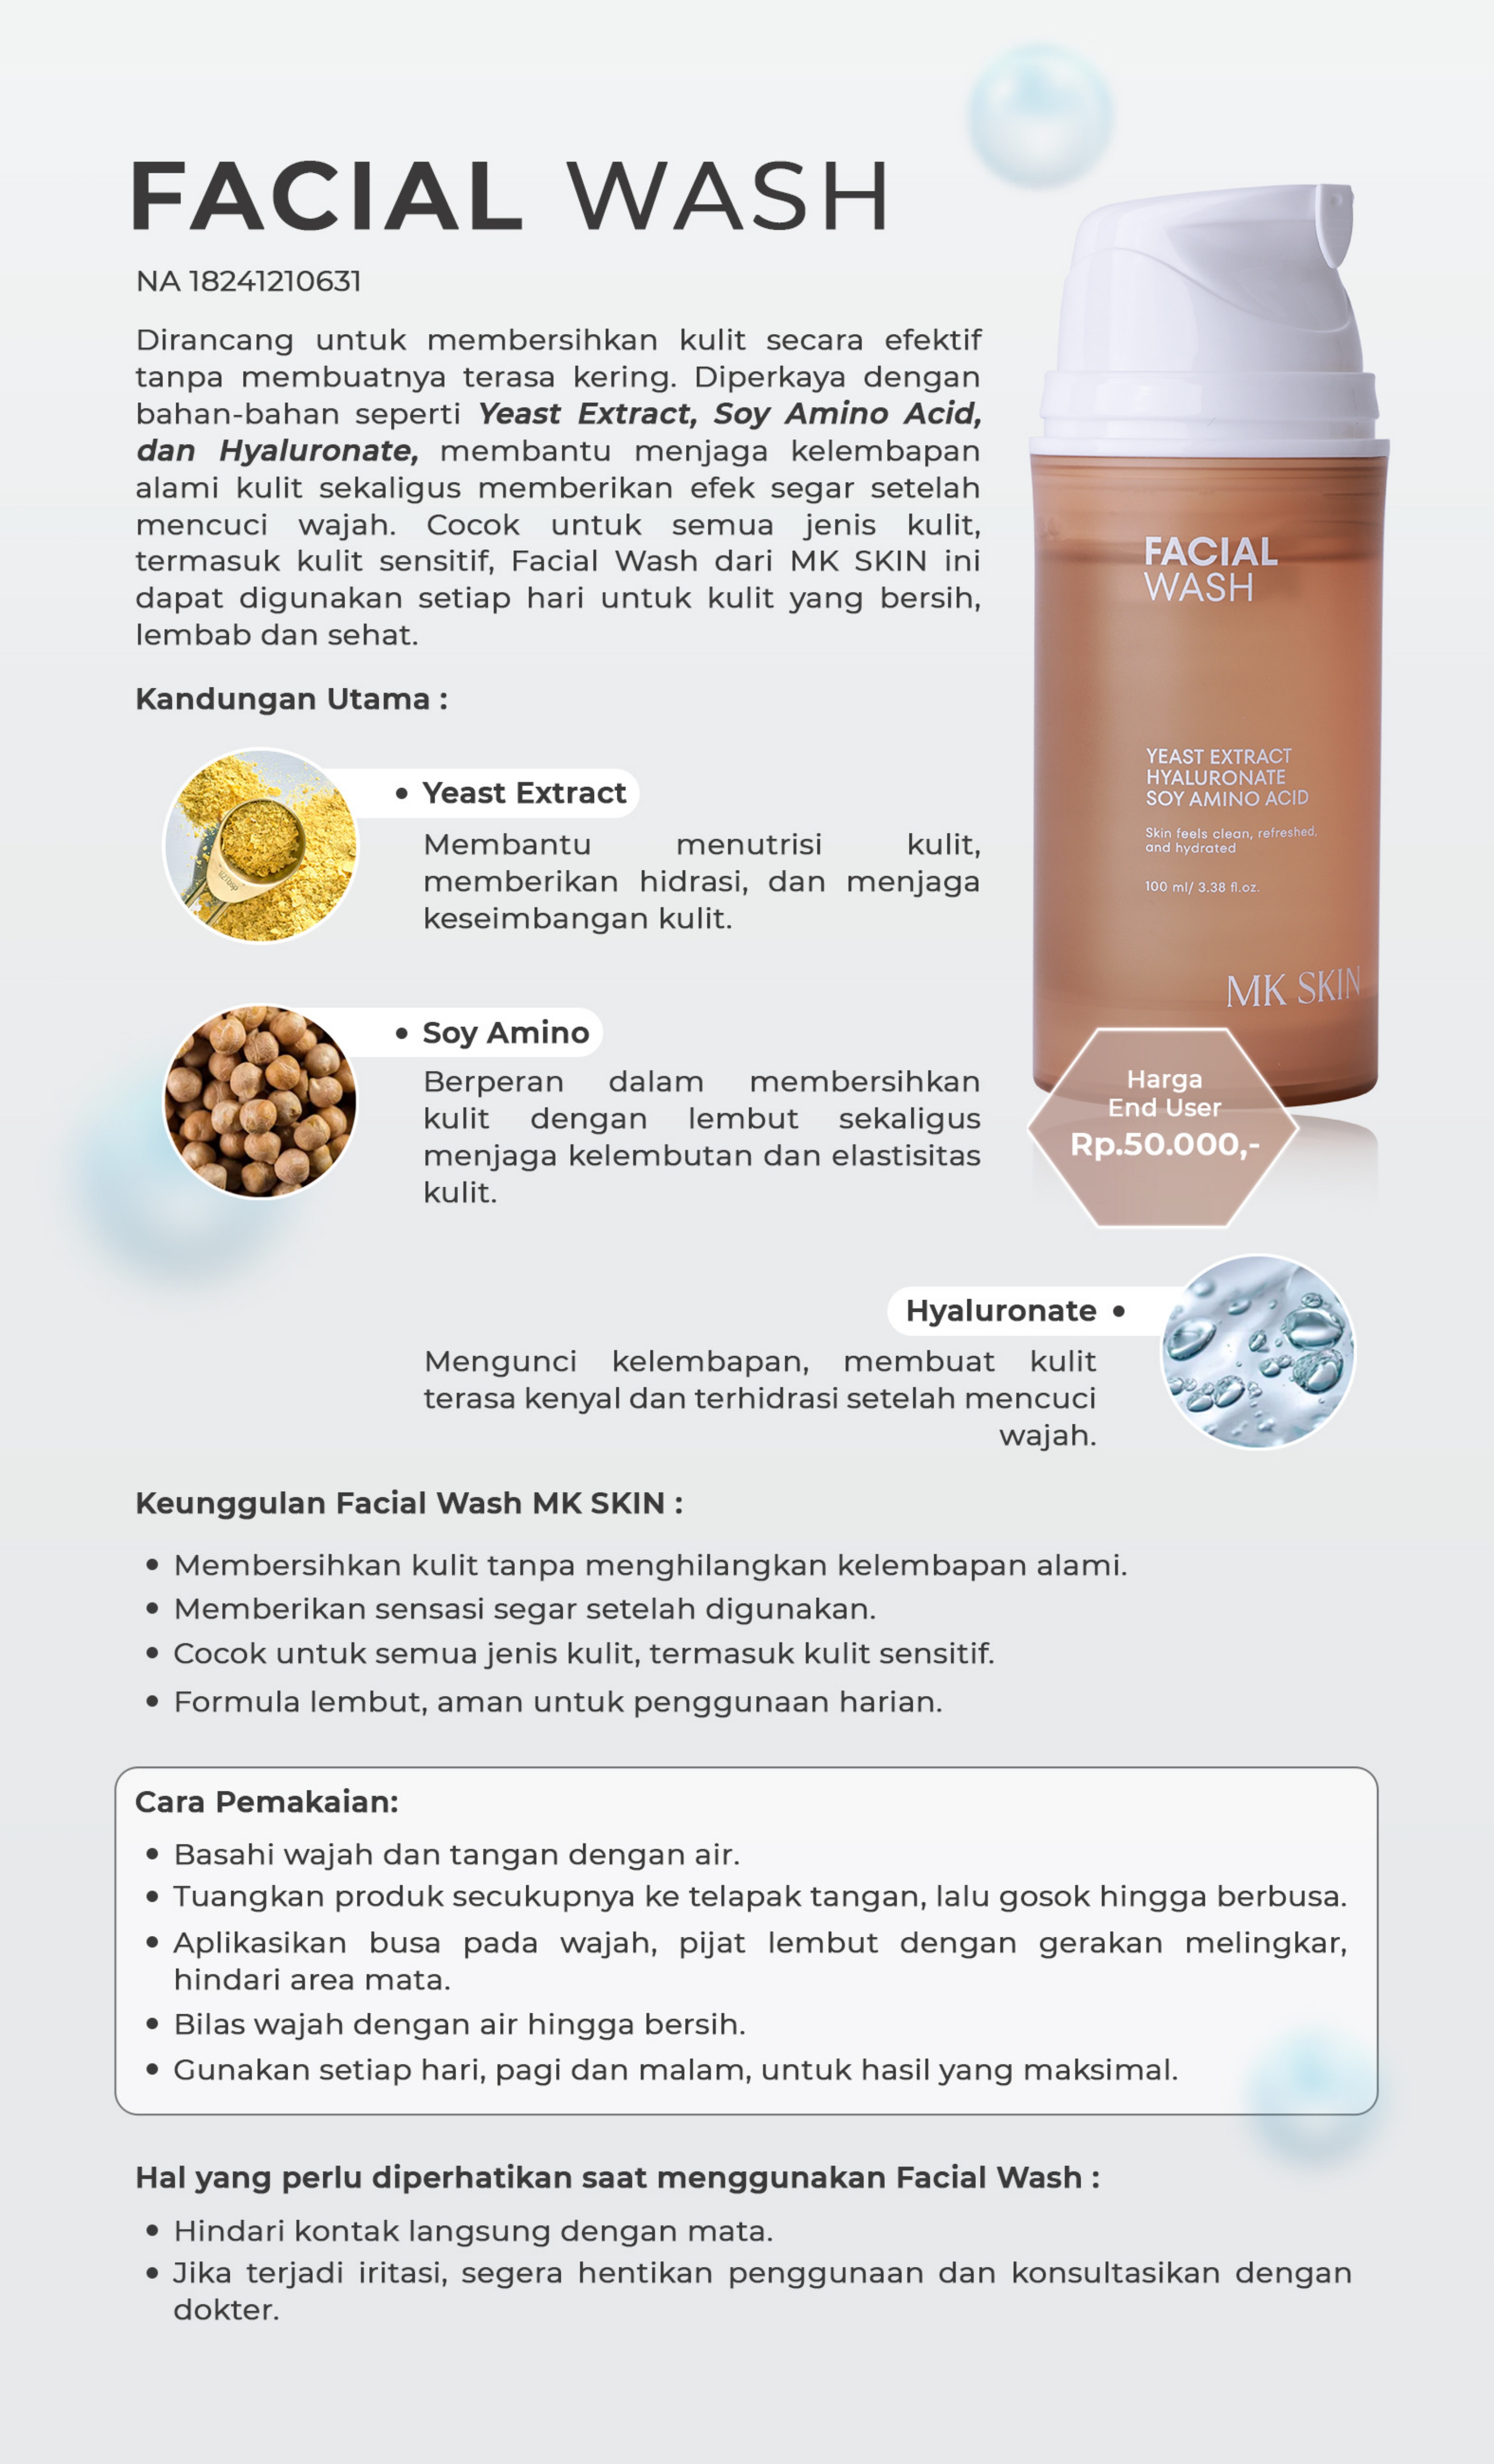 FACIAL WASH
NA 18241210631
Dirancang untuk membersihkan kulit secara efektif
tanpa membuatnya terasa kering. Diperkaya dengan
bahan-bahan seperti Yeast Extract, Soy Amino Acid,
dan Hyaluronate, membantu menjaga kelembapan
alami kulit sekaligus memberikan efek segar setelah
mencuci wajah. Cocok untuk semua jenis kulit,
termasuk kulit sensitif, Facial Wash dari MK SKIN ini
dapat digunakan setiap hari untuk kulit yang bersih,
lembab dan sehat.
FACIAL
WASH
YEAST EXTRACT
HYALURONATE
SOY AMINO ACID
Skin feels clean, refreshed,
and hydrated
100 ml/ 3.38 fl.oz.
MK SKIN
Harga
End User
Rp.50.000,-
Kandungan Utama :
1/2 tbsp
• Yeast Extract
Membantu menutrisi kulit,
memberikan hidrasi, dan menjaga
keseimbangan kulit.
• Soy Amino
Berperan dalam membersihkan
kulit dengan lembut sekaligus
menjaga kelembutan dan elastisitas
kulit.
Hyaluronate •
Mengunci kelembapan, membuat kulit
terasa kenyal dan terhidrasi setelah mencuci
wajah.
Keunggulan Facial Wash MK SKIN :
• Membersihkan kulit tanpa menghilangkan kelembapan alami.
• Memberikan sensasi segar setelah digunakan.
• Cocok untuk semua jenis kulit, termasuk kulit sensitif.
• Formula lembut, aman untuk penggunaan harian.
Cara Pemakaian:
• Basahi wajah dan tangan dengan air.
• Tuangkan produk secukupnya ke telapak tangan, lalu gosok hingga berbusa.
• Aplikasikan busa pada wajah, pijat lembut dengan gerakan melingkar,
hindari area mata.
• Bilas wajah dengan air hingga bersih.
• Gunakan setiap hari, pagi dan malam, untuk hasil yang maksimal.
Hal yang perlu diperhatikan saat menggunakan Facial Wash :
• Hindari kontak langsung dengan mata.
• Jika terjadi iritasi, segera hentikan penggunaan dan konsultasikan dengan
dokter.